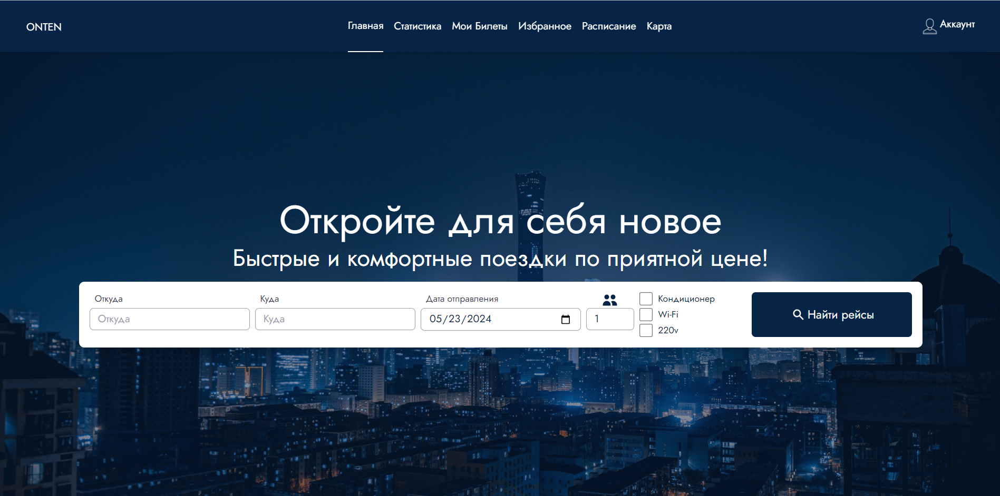 ONTEN
Главная Статистика Мои Билеты Избранное Расписание Карта
Аккаунт
Откройте для себя новое
Быстрые и комфортные поездки по приятной цене!
Откуда
Откуда
Куда
Куда
Дата отправления
05/23/2024
1
Кондиционер
Wi-Fi
220v
Найти рейсы